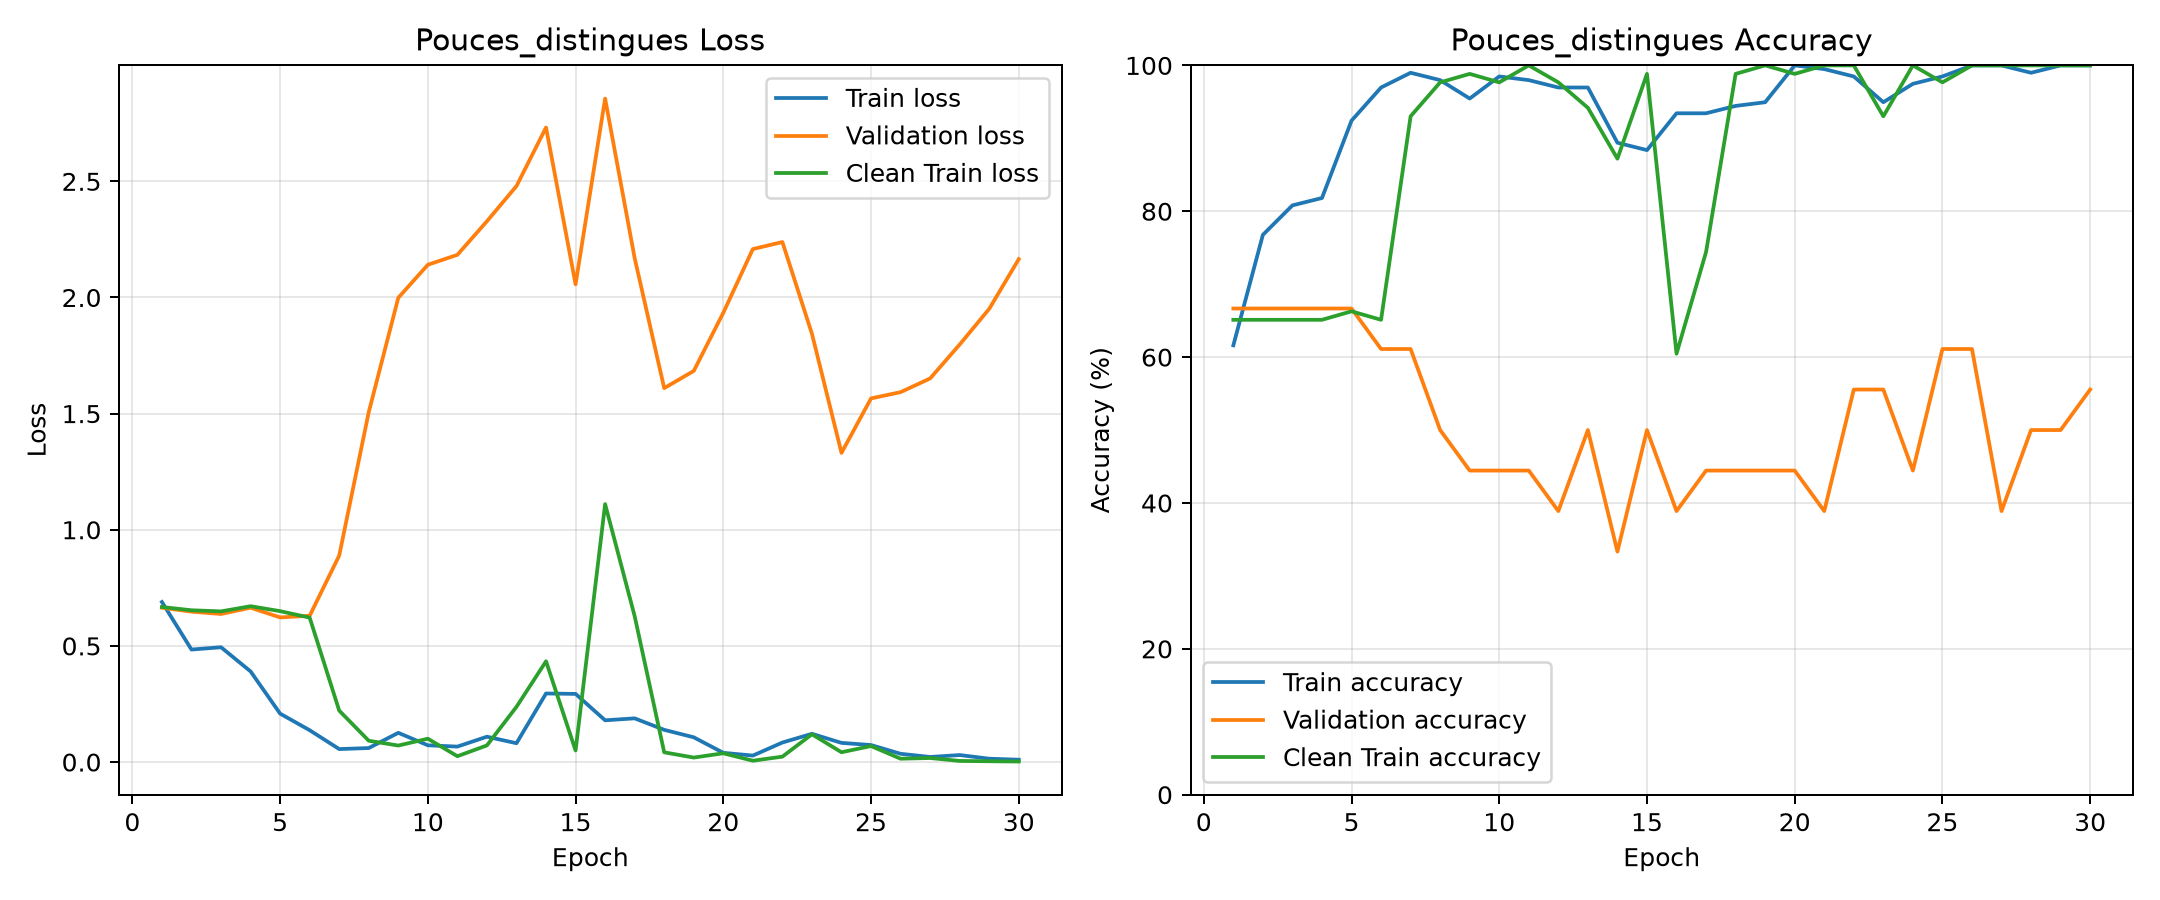 Pouces_distingues Loss
Train loss
Validation loss
Clean Train loss
2.5
2.0
1.5
1.0
0.5
0.0
Loss
0 5 10 15 20 25 30
Epoch
Pouces_distingues Accuracy
100
80
60
40
20
0
Accuracy (%)
Train accuracy
Validation accuracy
Clean Train accuracy
0 5 10 15 20 25 30
Epoch